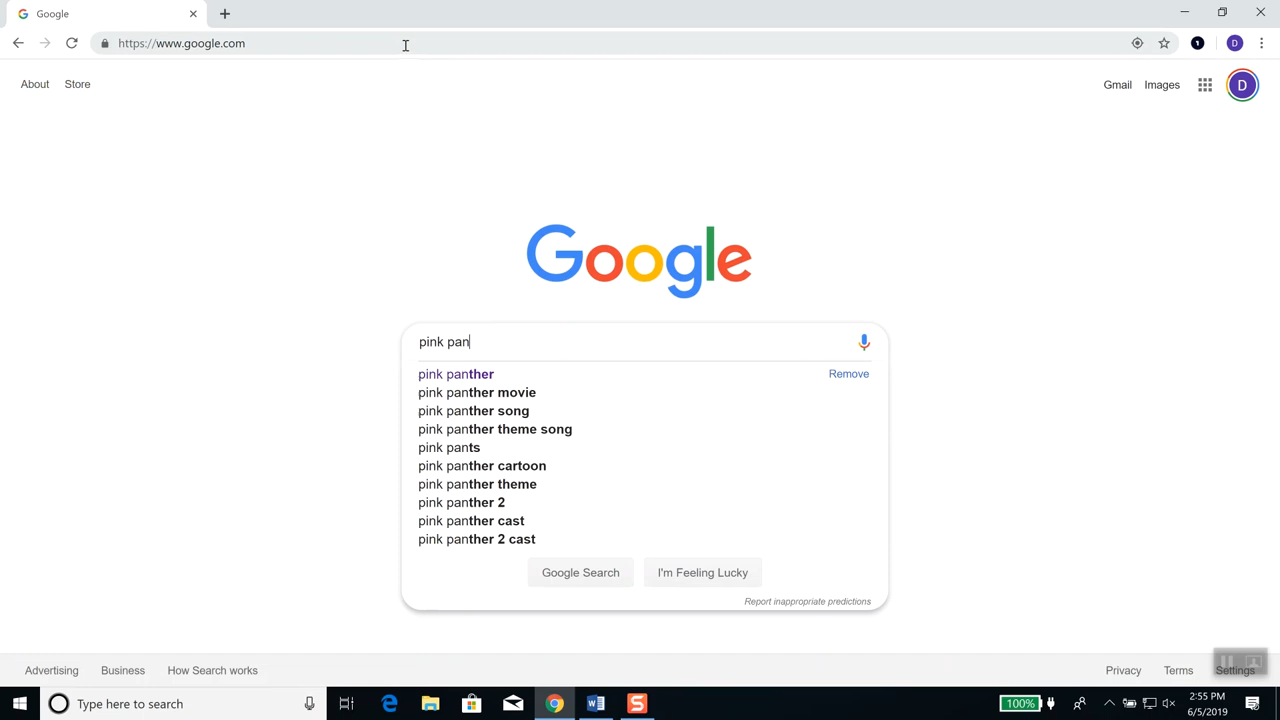 Google
https://www.google.com
1
D
About
Store
Gmail
Images
D
Google
pink pan
pink panther
Remove
pink panther movie
pink panther song
pink panther theme song
pink pants
pink panther cartoon
pink panther theme
pink panther 2
pink panther cast
pink panther 2 cast
Google Search
I'm Feeling Lucky
Report inappropriate predictions
Advertising
Business
How Search works
Privacy
Terms
Settings
Type here to search
S
100%
2:55 PM
6/5/2019